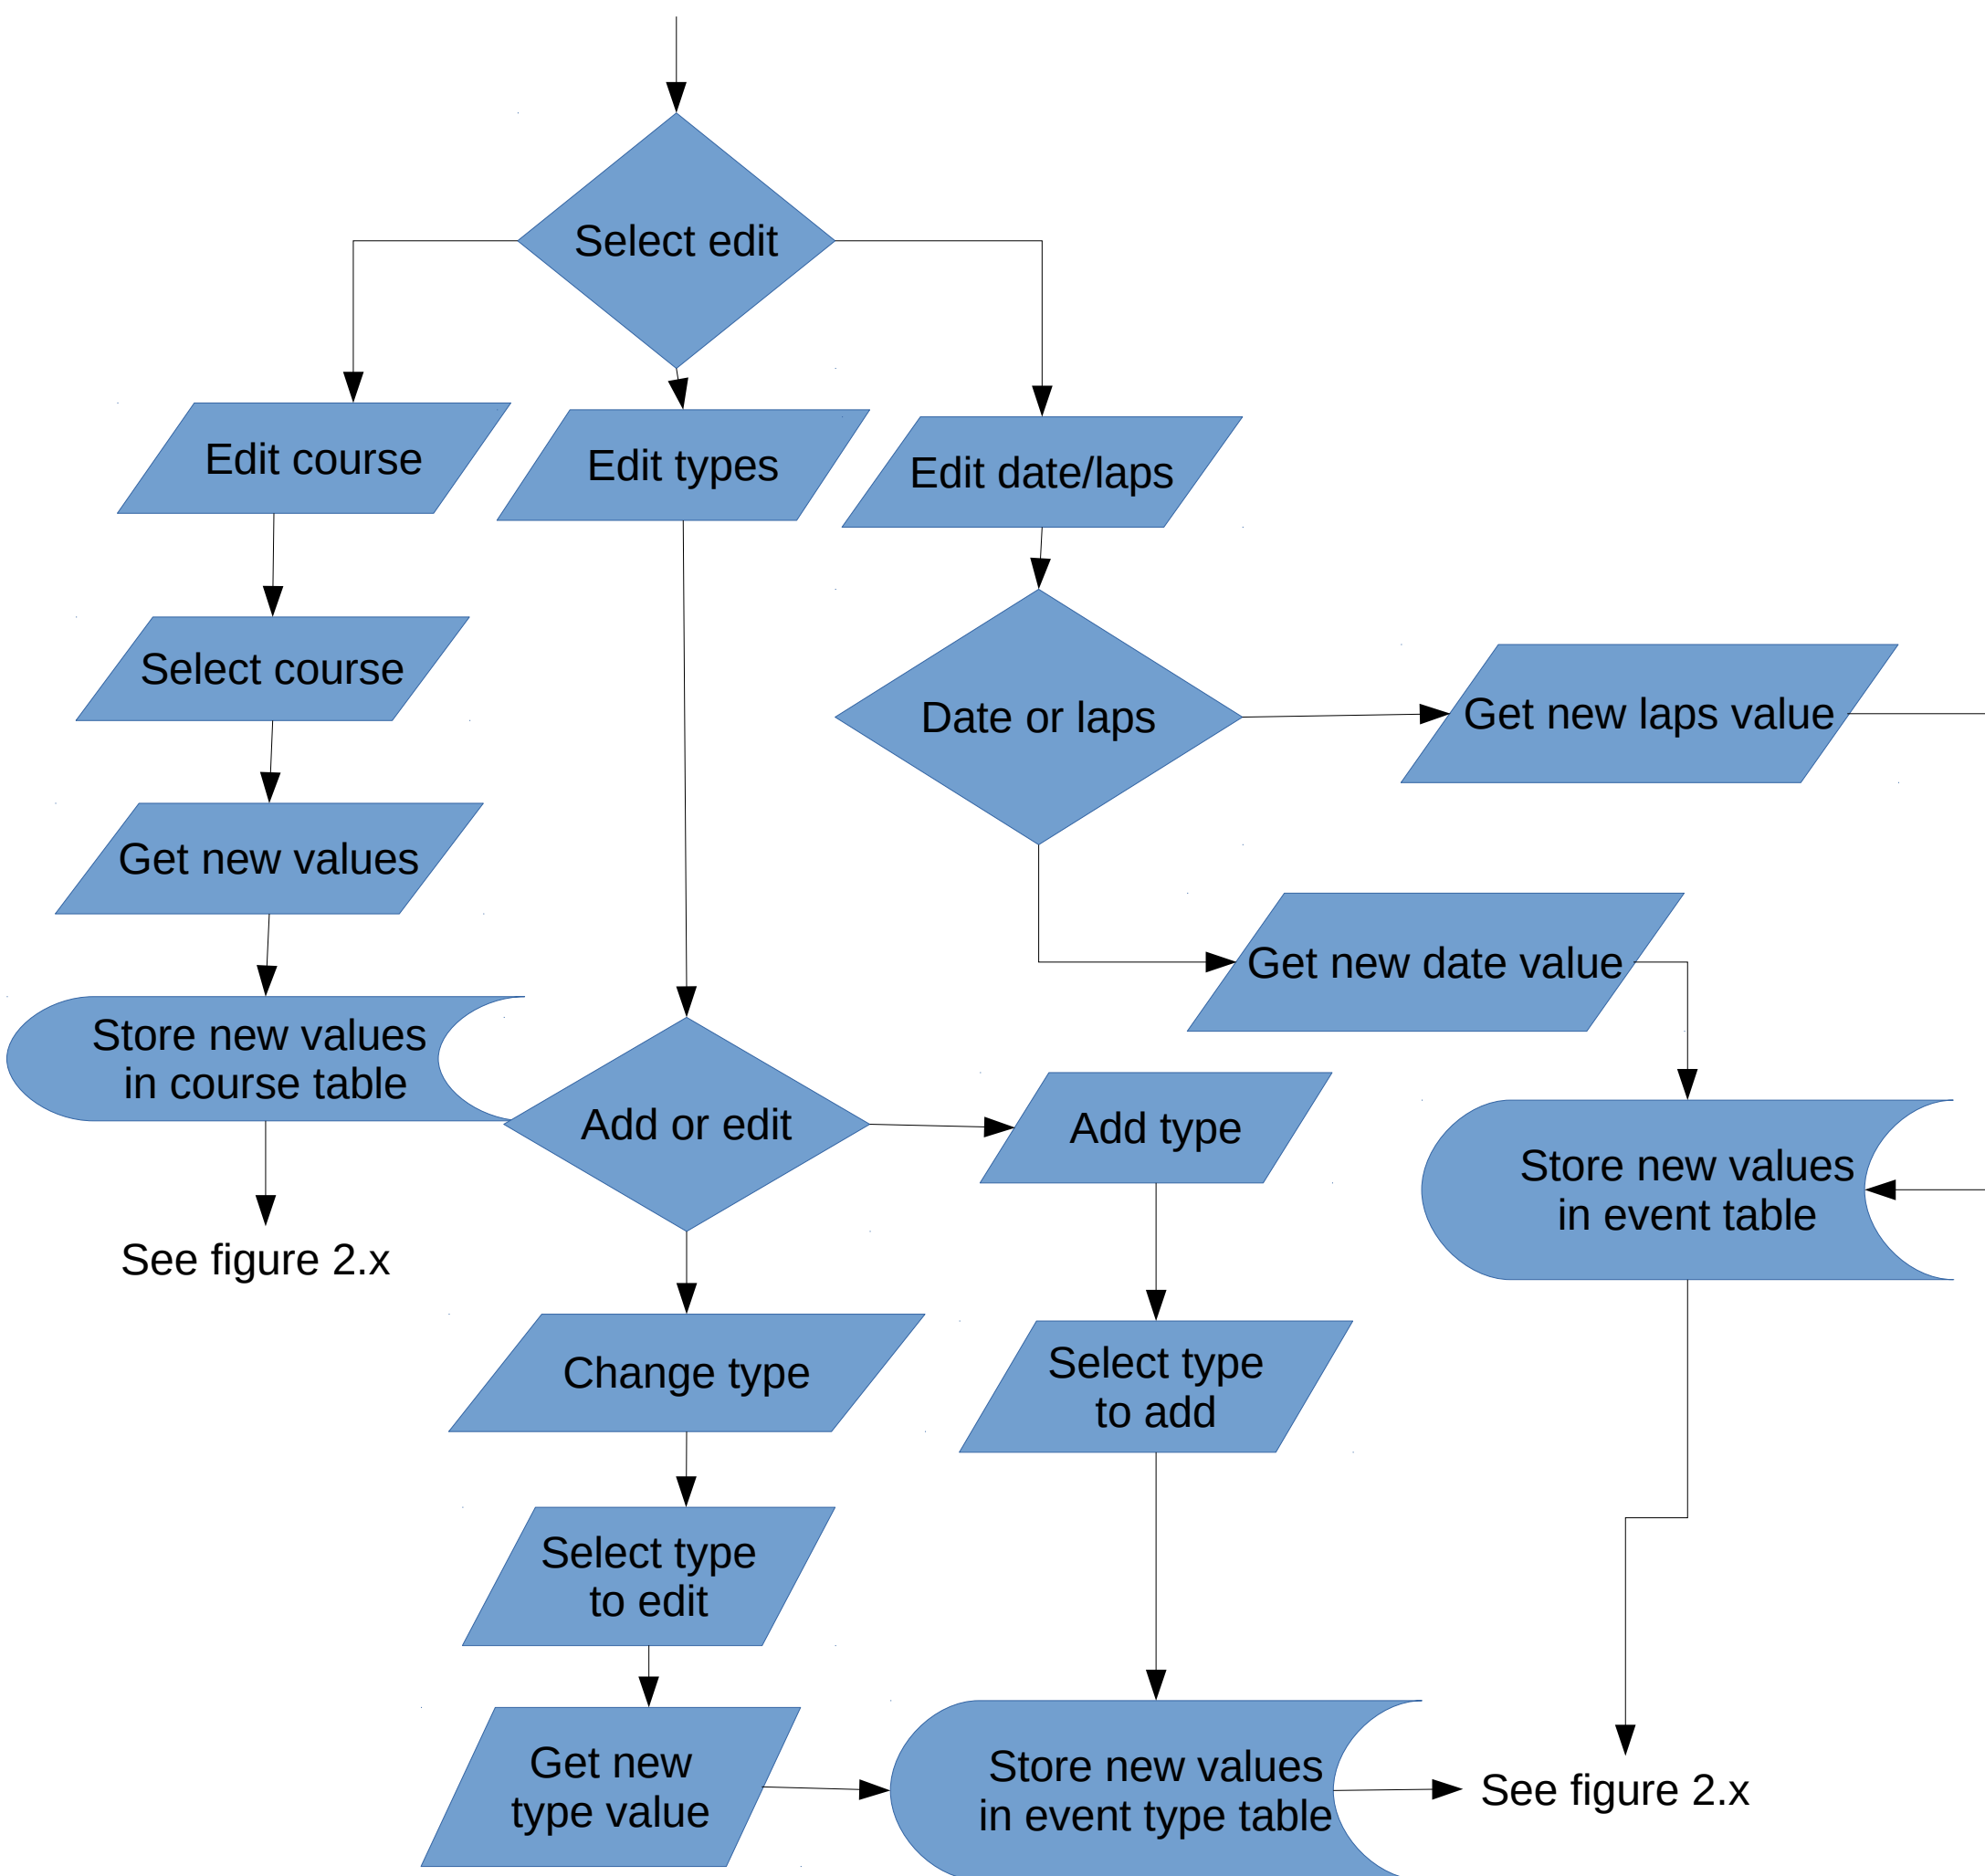 Select edit
Edit course
Edit types
Edit date/laps
Select course
Date or laps
Get new laps value
Get new values
Get new date value
Store new values
in course table
Add or edit
Add type
Store new values
in event table
See figure 2.x
Change type
Select type
to add
Select type
to edit
Get new
type value
Store new values
in event type table
See figure 2.x